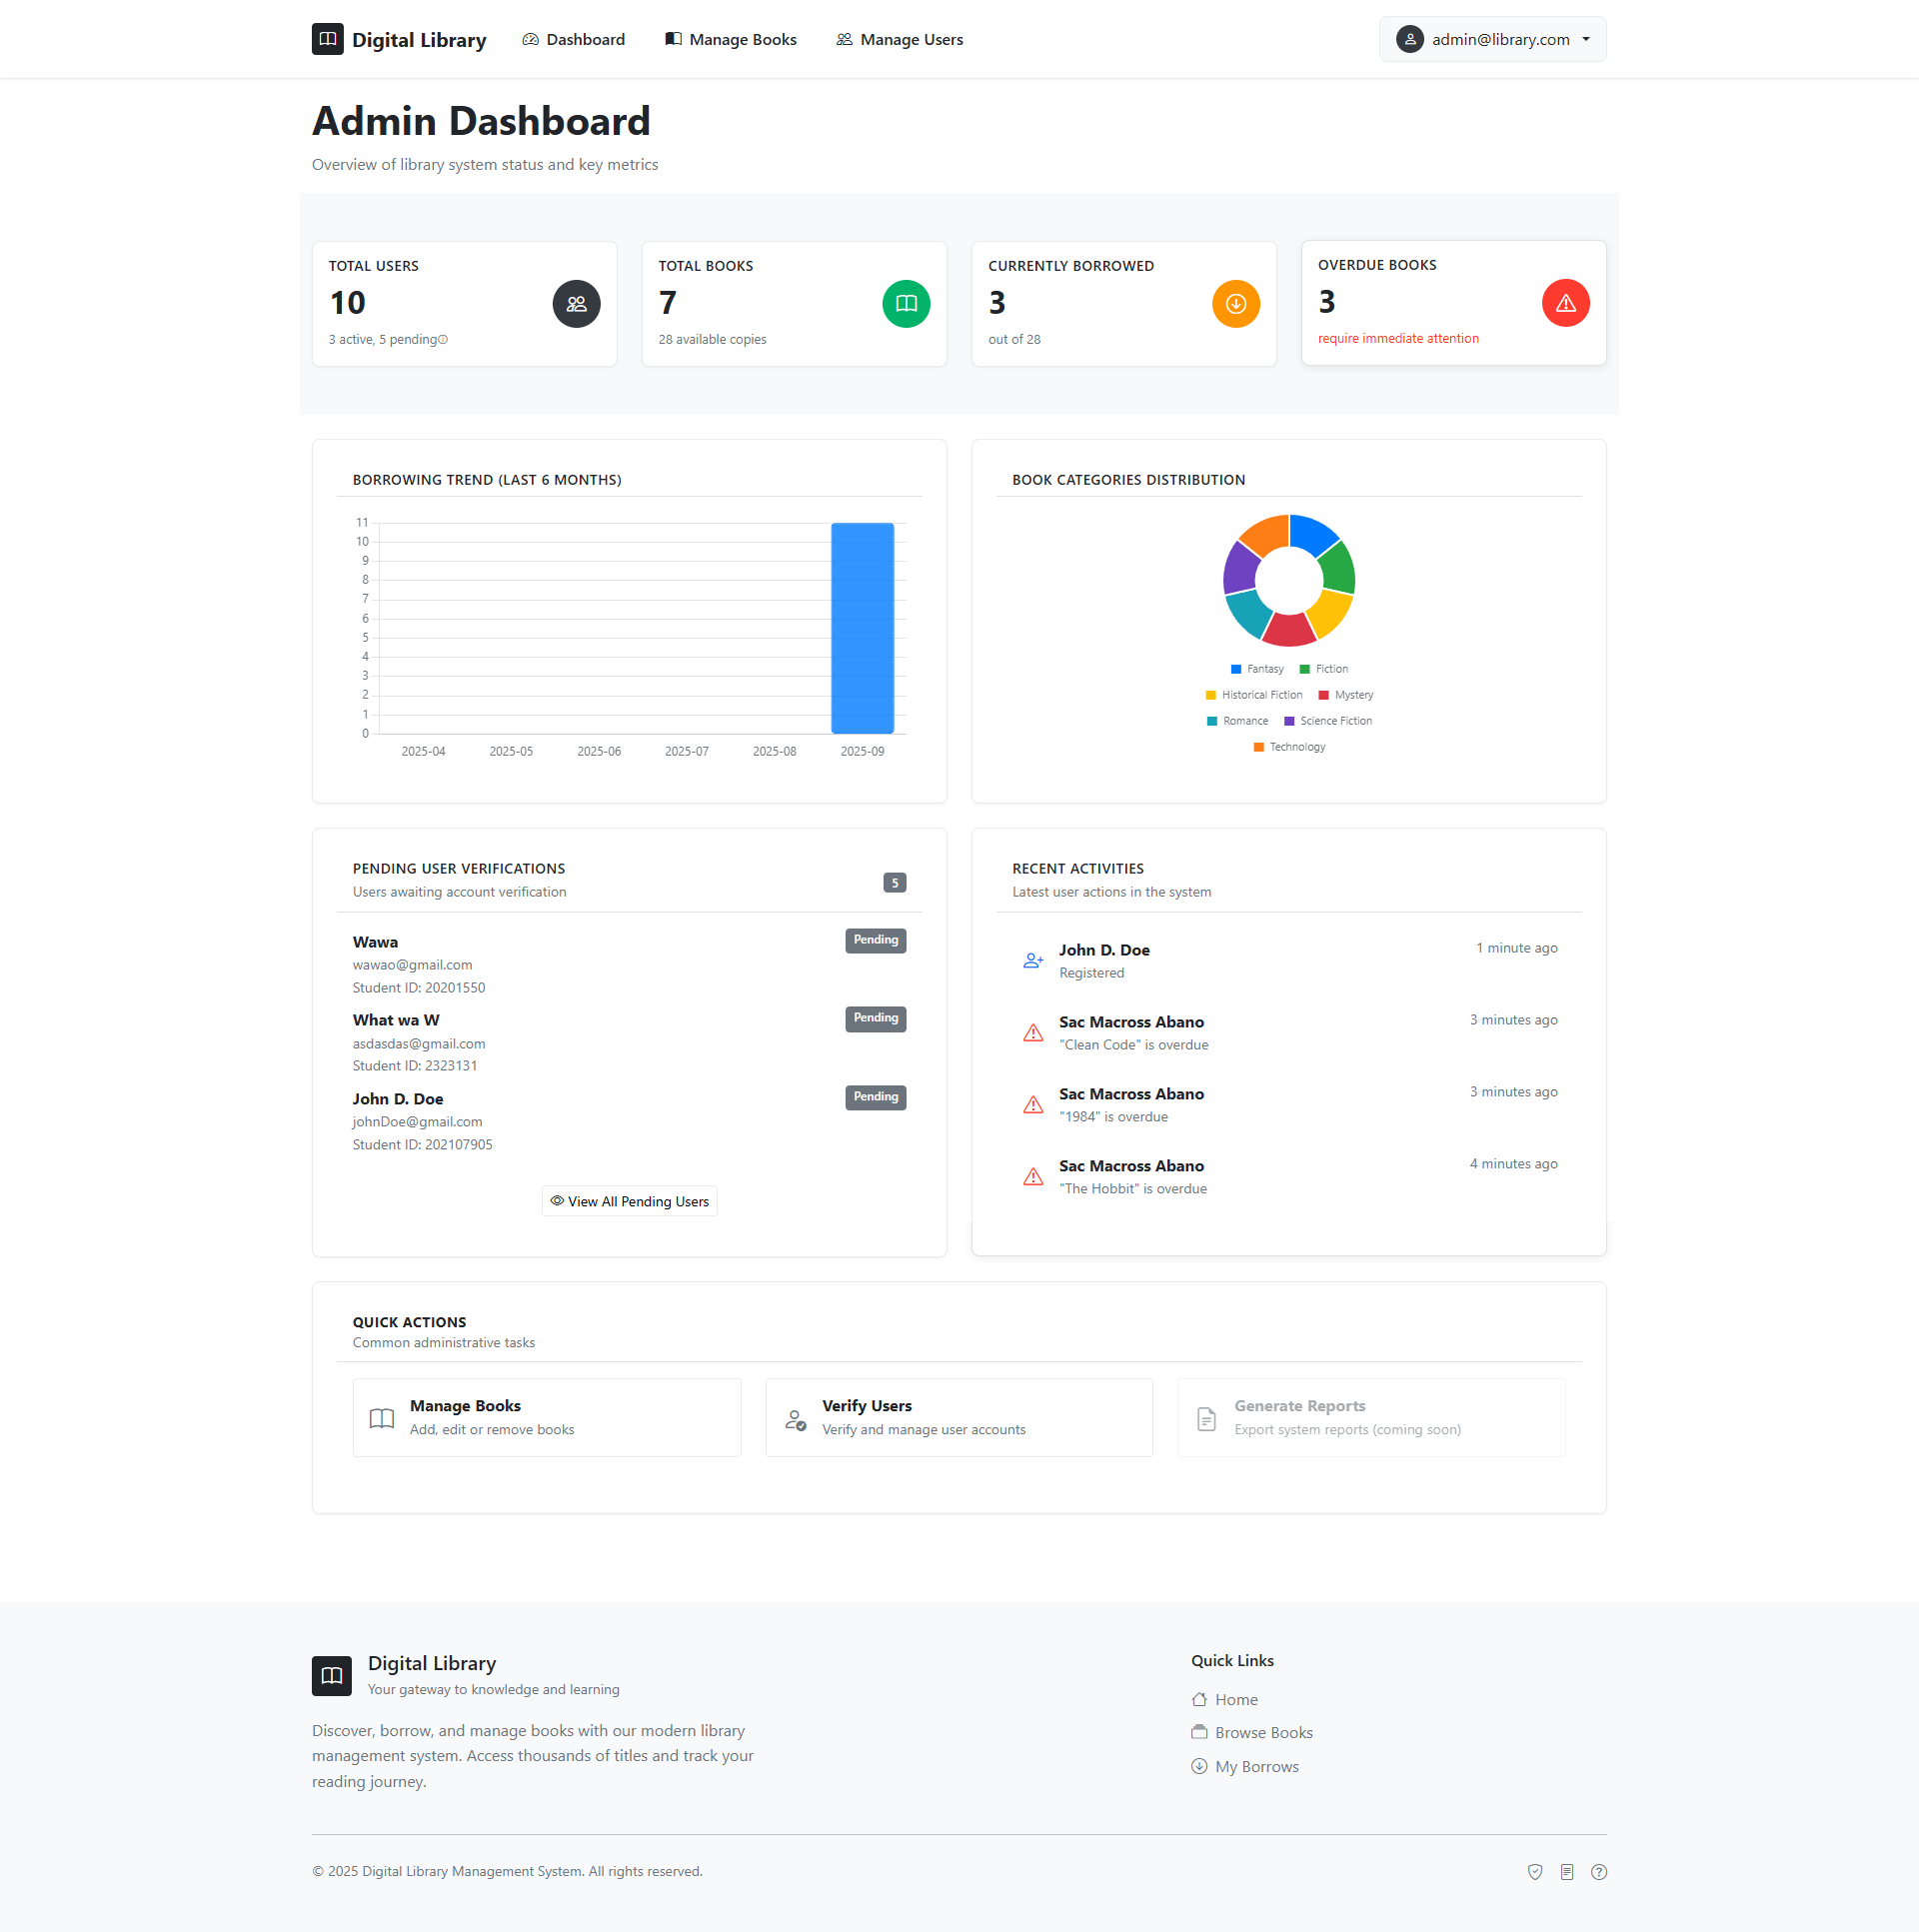 Digital Library
Dashboard
Manage Books
Manage Users
admin@library.com
Admin Dashboard
Overview of library system status and key metrics
TOTAL USERS
10
3 active, 5 pending
TOTAL BOOKS
7
28 available copies
CURRENTLY BORROWED
3
out of 28
OVERDUE BOOKS
3
require immediate attention
BORROWING TREND (LAST 6 MONTHS)
11
10
9
8
7
6
5
4
3
2
1
0
2025-04 2025-05 2025-06 2025-07 2025-08 2025-09
BOOK CATEGORIES DISTRIBUTION
Fantasy Fiction
Historical Fiction Mystery
Romance Science Fiction
Technology
PENDING USER VERIFICATIONS
Users awaiting account verification
5
Wawa
Pending
wawao@gmail.com
Student ID: 20201550
What wa W
Pending
asdasdas@gmail.com
Student ID: 2323131
John D. Doe
Pending
johnDoe@gmail.com
Student ID: 202107905
View All Pending Users
RECENT ACTIVITIES
Latest user actions in the system
John D. Doe
1 minute ago
Registered
Sac Macross Abano
3 minutes ago
"Clean Code" is overdue
Sac Macross Abano
3 minutes ago
"1984" is overdue
Sac Macross Abano
4 minutes ago
"The Hobbit" is overdue
QUICK ACTIONS
Common administrative tasks
Manage Books
Add, edit or remove books
Verify Users
Verify and manage user accounts
Generate Reports
Export system reports (coming soon)
Digital Library
Your gateway to knowledge and learning
Discover, borrow, and manage books with our modern library
management system. Access thousands of titles and track your
reading journey.
Quick Links
Home
Browse Books
My Borrows
© 2025 Digital Library Management System. All rights reserved.